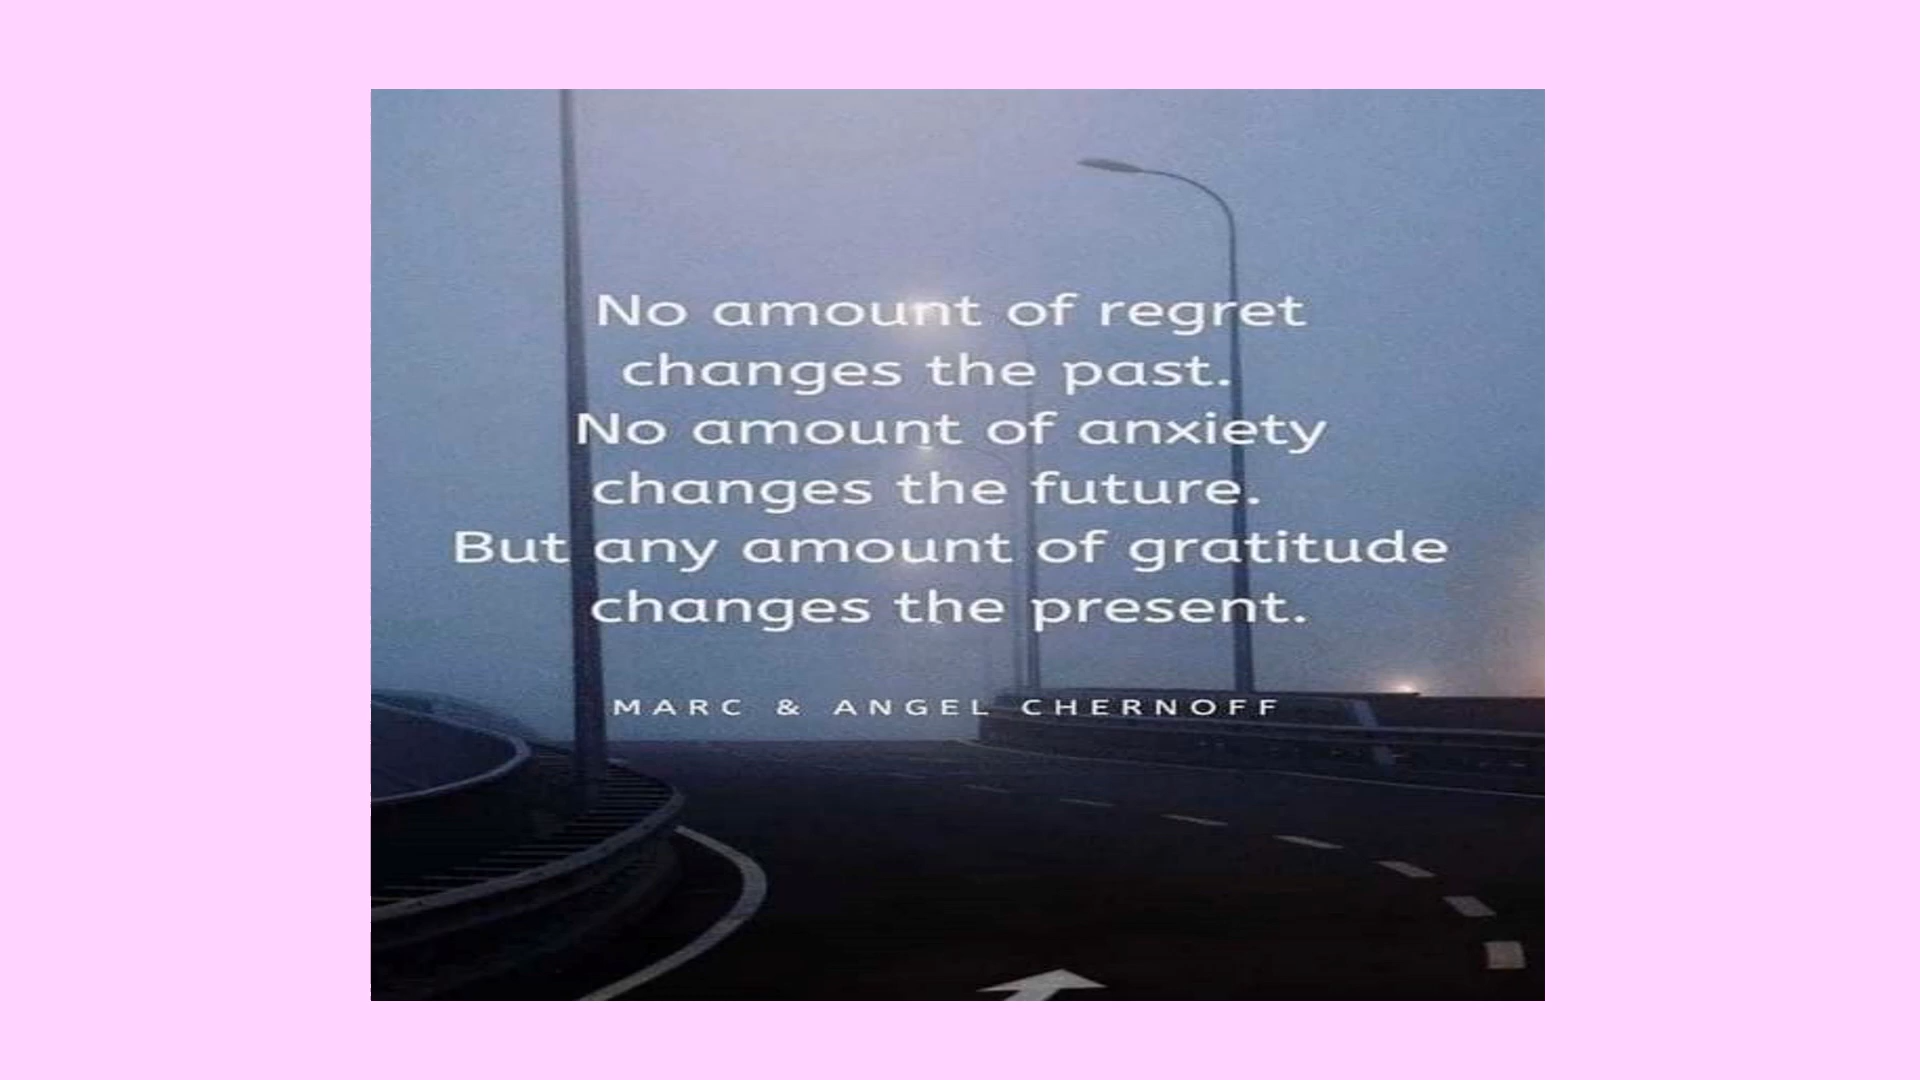 No amount of regret
changes the past.
No amount of anxiety
changes the future.
But any amount of gratitude
changes the present.
MARC & ANGEL CHERNOFF